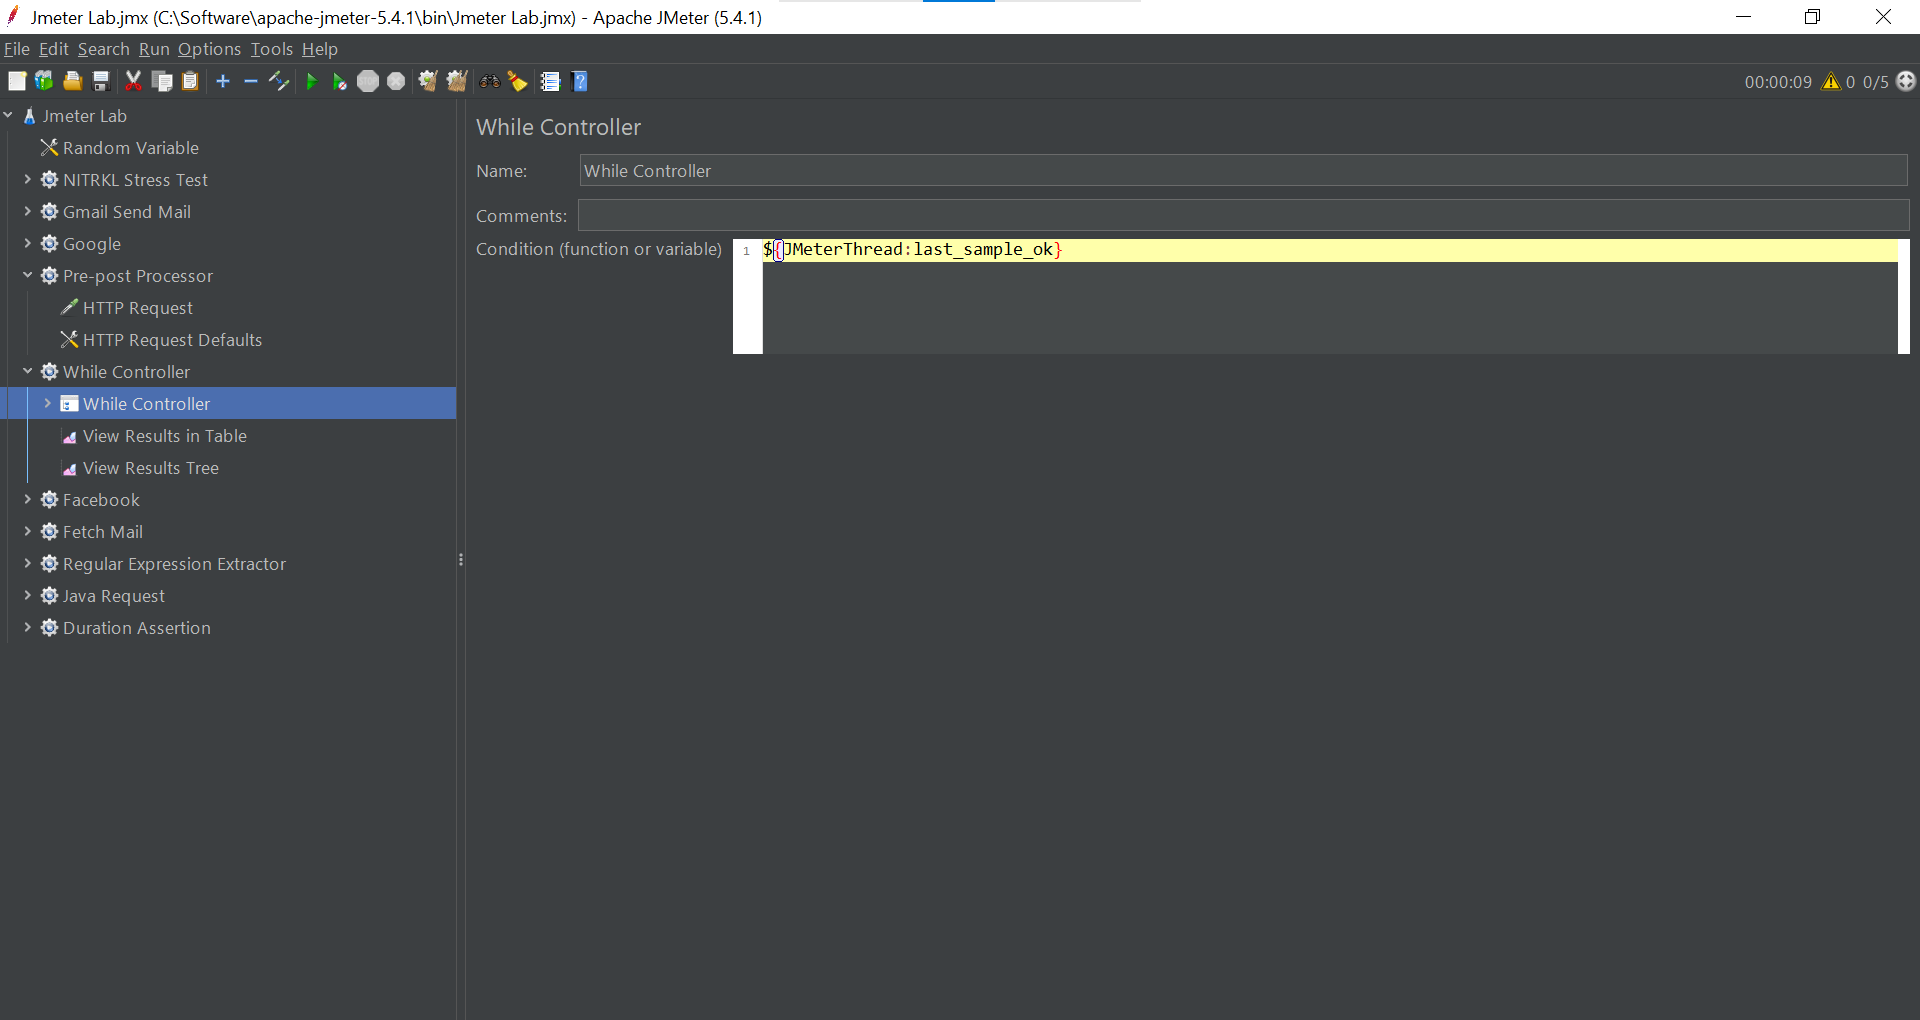 Jmeter Lab.jmx (C:\Software\apache-jmeter-5.4.1\bin\Jmeter Lab.jmx) - Apache JMeter (5.4.1)
File Edit Search Run Options Tools Help
00:00:09 0 0/5
Jmeter Lab
Random Variable
NITRKL Stress Test
Gmail Send Mail
Google
Pre-post Processor
HTTP Request
HTTP Request Defaults
While Controller
While Controller
View Results in Table
View Results Tree
Facebook
Fetch Mail
Regular Expression Extractor
Java Request
Duration Assertion
While Controller
Name: While Controller
Comments:
Condition (function or variable) 1 ${JMeterThread:last_sample_ok}